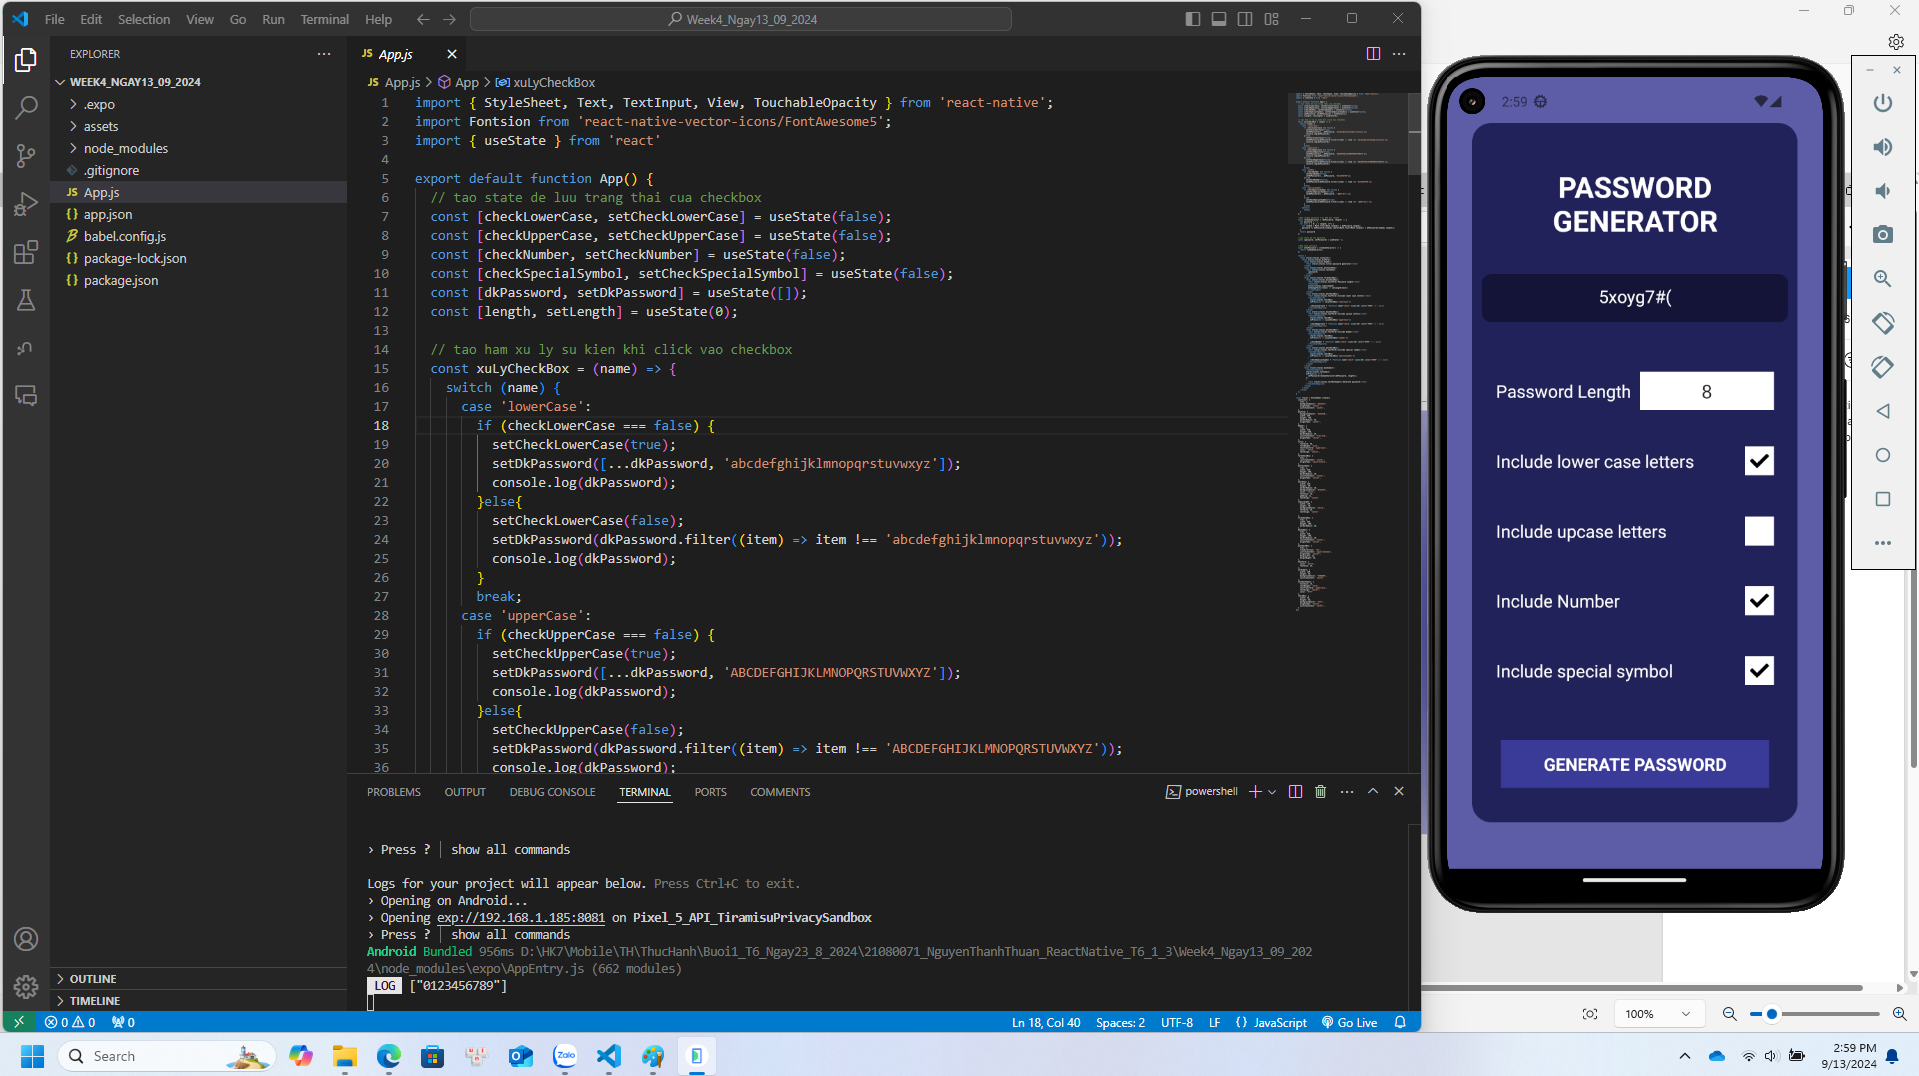 File Edit Selection View Go Run Terminal Help
Week4_Ngay13_09_2024
EXPLORER
WEEK4_NGAY13_09_2024
.expo
assets
node_modules
.gitignore
JS App.js
{} app.json
babel.config.js
{} package-lock.json
{} package.json
OUTLINE
TIMELINE
JS App.js
JS App.js > App > xuLyCheckBox
1 import { StyleSheet, Text, TextInput, View, TouchableOpacity } from 'react-native';
2 import Fontsion from 'react-native-vector-icons/FontAwesome5';
3 import { useState } from 'react'
4
5 export default function App() {
6 // tao state de luu trang thai cua checkbox
7 const [checkLowerCase, setCheckLowerCase] = useState(false);
8 const [checkUpperCase, setCheckUpperCase] = useState(false);
9 const [checkNumber, setCheckNumber] = useState(false);
10 const [checkSpecialSymbol, setCheckSpecialSymbol] = useState(false);
11 const [dkPassword, setDkPassword] = useState([]);
12 const [length, setLength] = useState(0);
13
14 // tao ham xu ly su kien khi click vao checkbox
15 const xuLyCheckBox = (name) => {
16 switch (name) {
17 case 'lowerCase':
18 if (checkLowerCase === false) {
19 setCheckLowerCase(true);
20 setDkPassword([...dkPassword, 'abcdefghijklmnopqrstuvwxyz']);
21 console.log(dkPassword);
22 }else{
23 setCheckLowerCase(false);
24 setDkPassword(dkPassword.filter((item) => item !== 'abcdefghijklmnopqrstuvwxyz'));
25 console.log(dkPassword);
26 }
27 break;
28 case 'upperCase':
29 if (checkUpperCase === false) {
30 setCheckUpperCase(true);
31 setDkPassword([...dkPassword, 'ABCDEFGHIJKLMNOPQRSTUVWXYZ']);
32 console.log(dkPassword);
33 }else{
34 setCheckUpperCase(false);
35 setDkPassword(dkPassword.filter((item) => item !== 'ABCDEFGHIJKLMNOPQRSTUVWXYZ'));
36 console.log(dkPassword);
PROBLEMS OUTPUT DEBUG CONSOLE TERMINAL PORTS COMMENTS
powershell
› Press ? │ show all commands
Logs for your project will appear below. Press Ctrl+C to exit.
› Opening on Android...
› Opening exp://192.168.1.185:8081 on Pixel_5_API_TiramisuPrivacySandbox
› Press ? │ show all commands
Android Bundled 956ms D:\HK7\Mobile\TH\ThucHanh\Buoi1_T6_Ngay23_8_2024\21080071_NguyenThanhThuan_ReactNative_T6_1_3\Week4_Ngay13_09_202
4\node_modules\expo\AppEntry.js (662 modules)
LOG ["0123456789"]
0 0 0
Ln 18, Col 40 Spaces: 2 UTF-8 LF {} JavaScript Go Live
2:59
PASSWORD
GENERATOR
5xoyg7#(
Password Length 8
Include lower case letters
Include upcase letters
Include Number
Include special symbol
GENERATE PASSWORD
100%
Search
Zalo
2:59 PM
9/13/2024